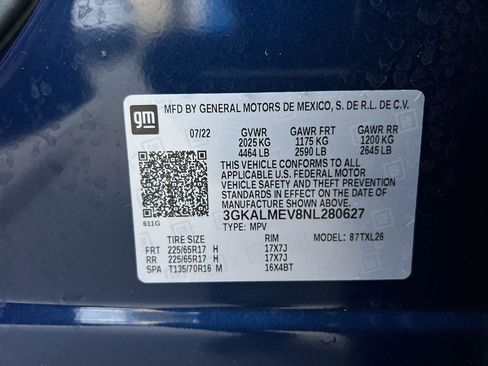 gm
MFD BY GENERAL MOTORS DE MEXICO, S. DE R.L. DE C.V.
07/22 GVWR GAWR FRT GAWR RR
2025 KG 1175 KG 1200 KG
4464 LB 2590 LB 2645 LB
THIS VEHICLE CONFORMS TO ALL
APPLICABLE U.S. FEDERAL MOTOR
VEHICLE SAFETY AND THEFT PREVENTION
STANDARDS IN EFFECT ON THE DATE OF
MANUFACTURE SHOWN ABOVE.
3GKALMEV8NL280627
611G TYPE: MPV
TIRE SIZE RIM MODEL: 87TXL26
FRT 225/65R17 H 17X7J
RR 225/65R17 H 17X7J
SPA T135/70R16 M 16X4BT